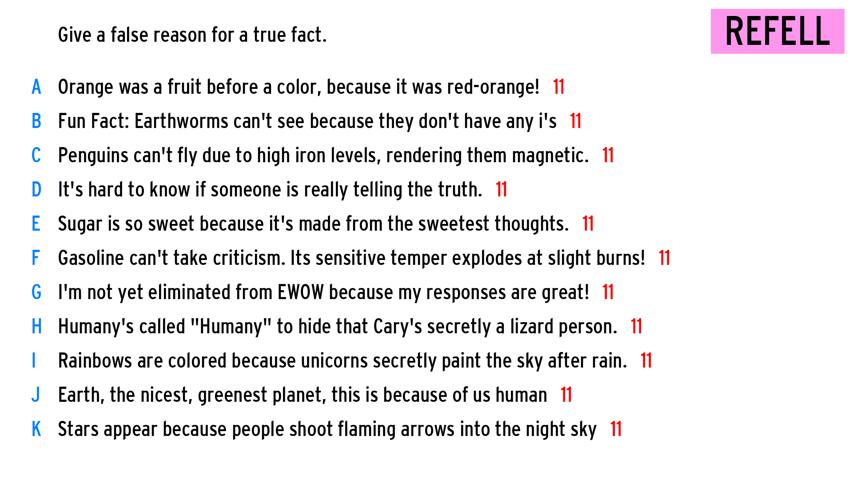 Give a false reason for a true fact.
REFELL
A Orange was a fruit before a color, because it was red-orange! 11
B Fun Fact: Earthworms can't see because they don't have any i's 11
C Penguins can't fly due to high iron levels, rendering them magnetic. 11
D It's hard to know if someone is really telling the truth. 11
E Sugar is so sweet because it's made from the sweetest thoughts. 11
F Gasoline can't take criticism. Its sensitive temper explodes at slight burns! 11
G I'm not yet eliminated from EWOW because my responses are great! 11
H Humany's called "Humany" to hide that Cary's secretly a lizard person. 11
I Rainbows are colored because unicorns secretly paint the sky after rain. 11
J Earth, the nicest, greenest planet, this is because of us human 11
K Stars appear because people shoot flaming arrows into the night sky 11